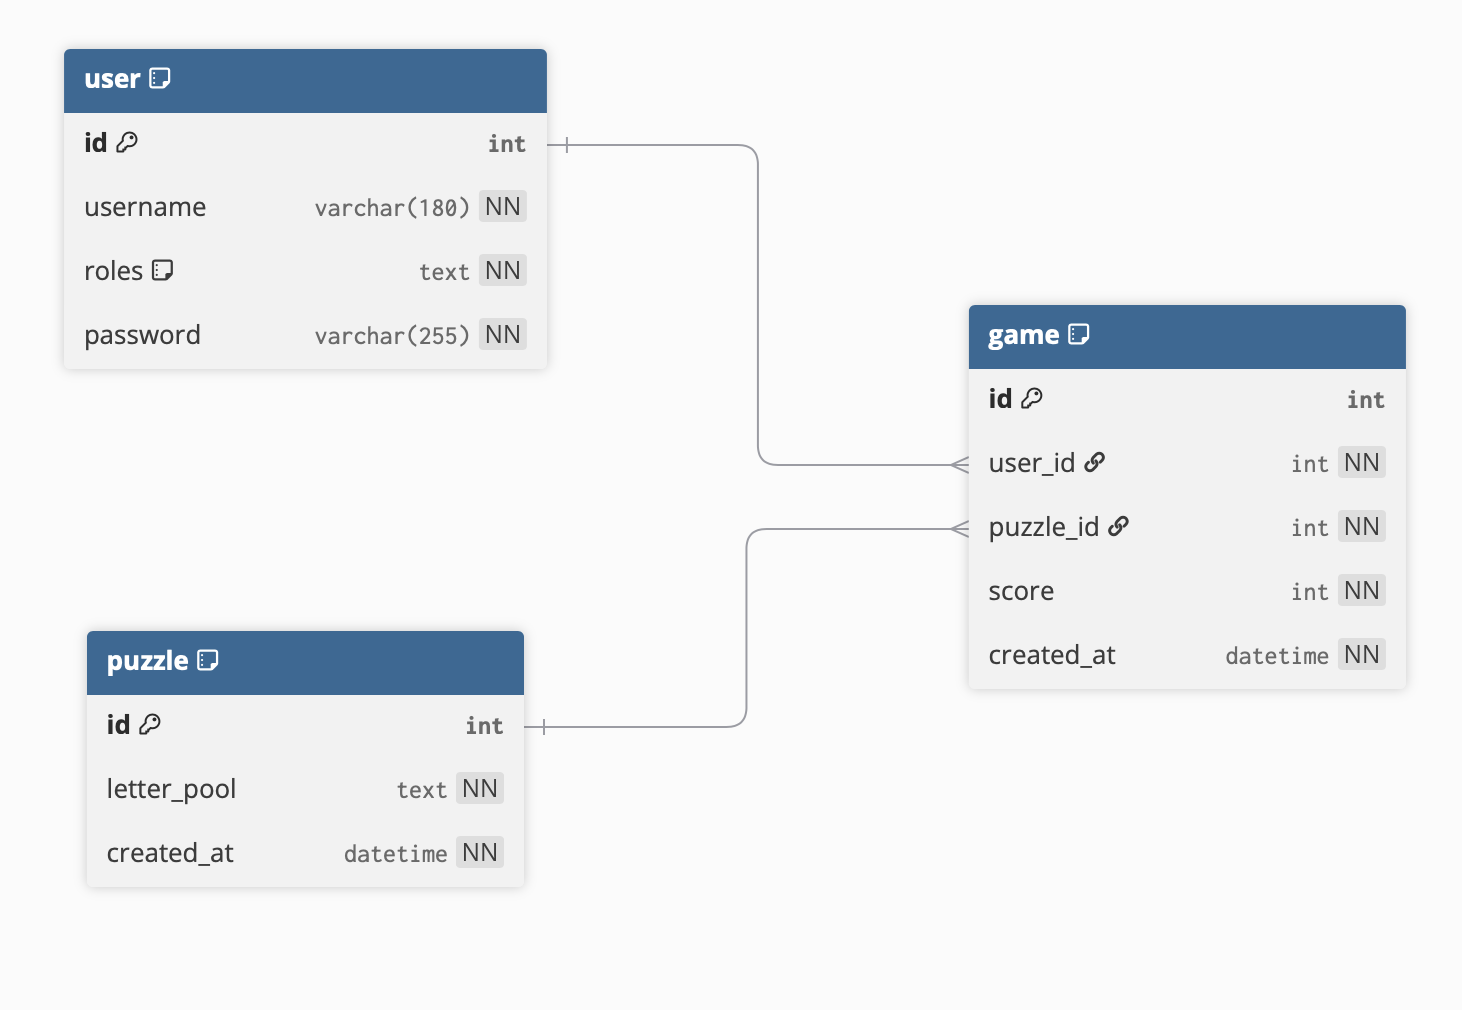 user
id int
username varchar(180) NN
roles text NN
password varchar(255) NN
game
id int
user_id int NN
puzzle_id int NN
score int NN
created_at datetime NN
puzzle
id int
letter_pool text NN
created_at datetime NN